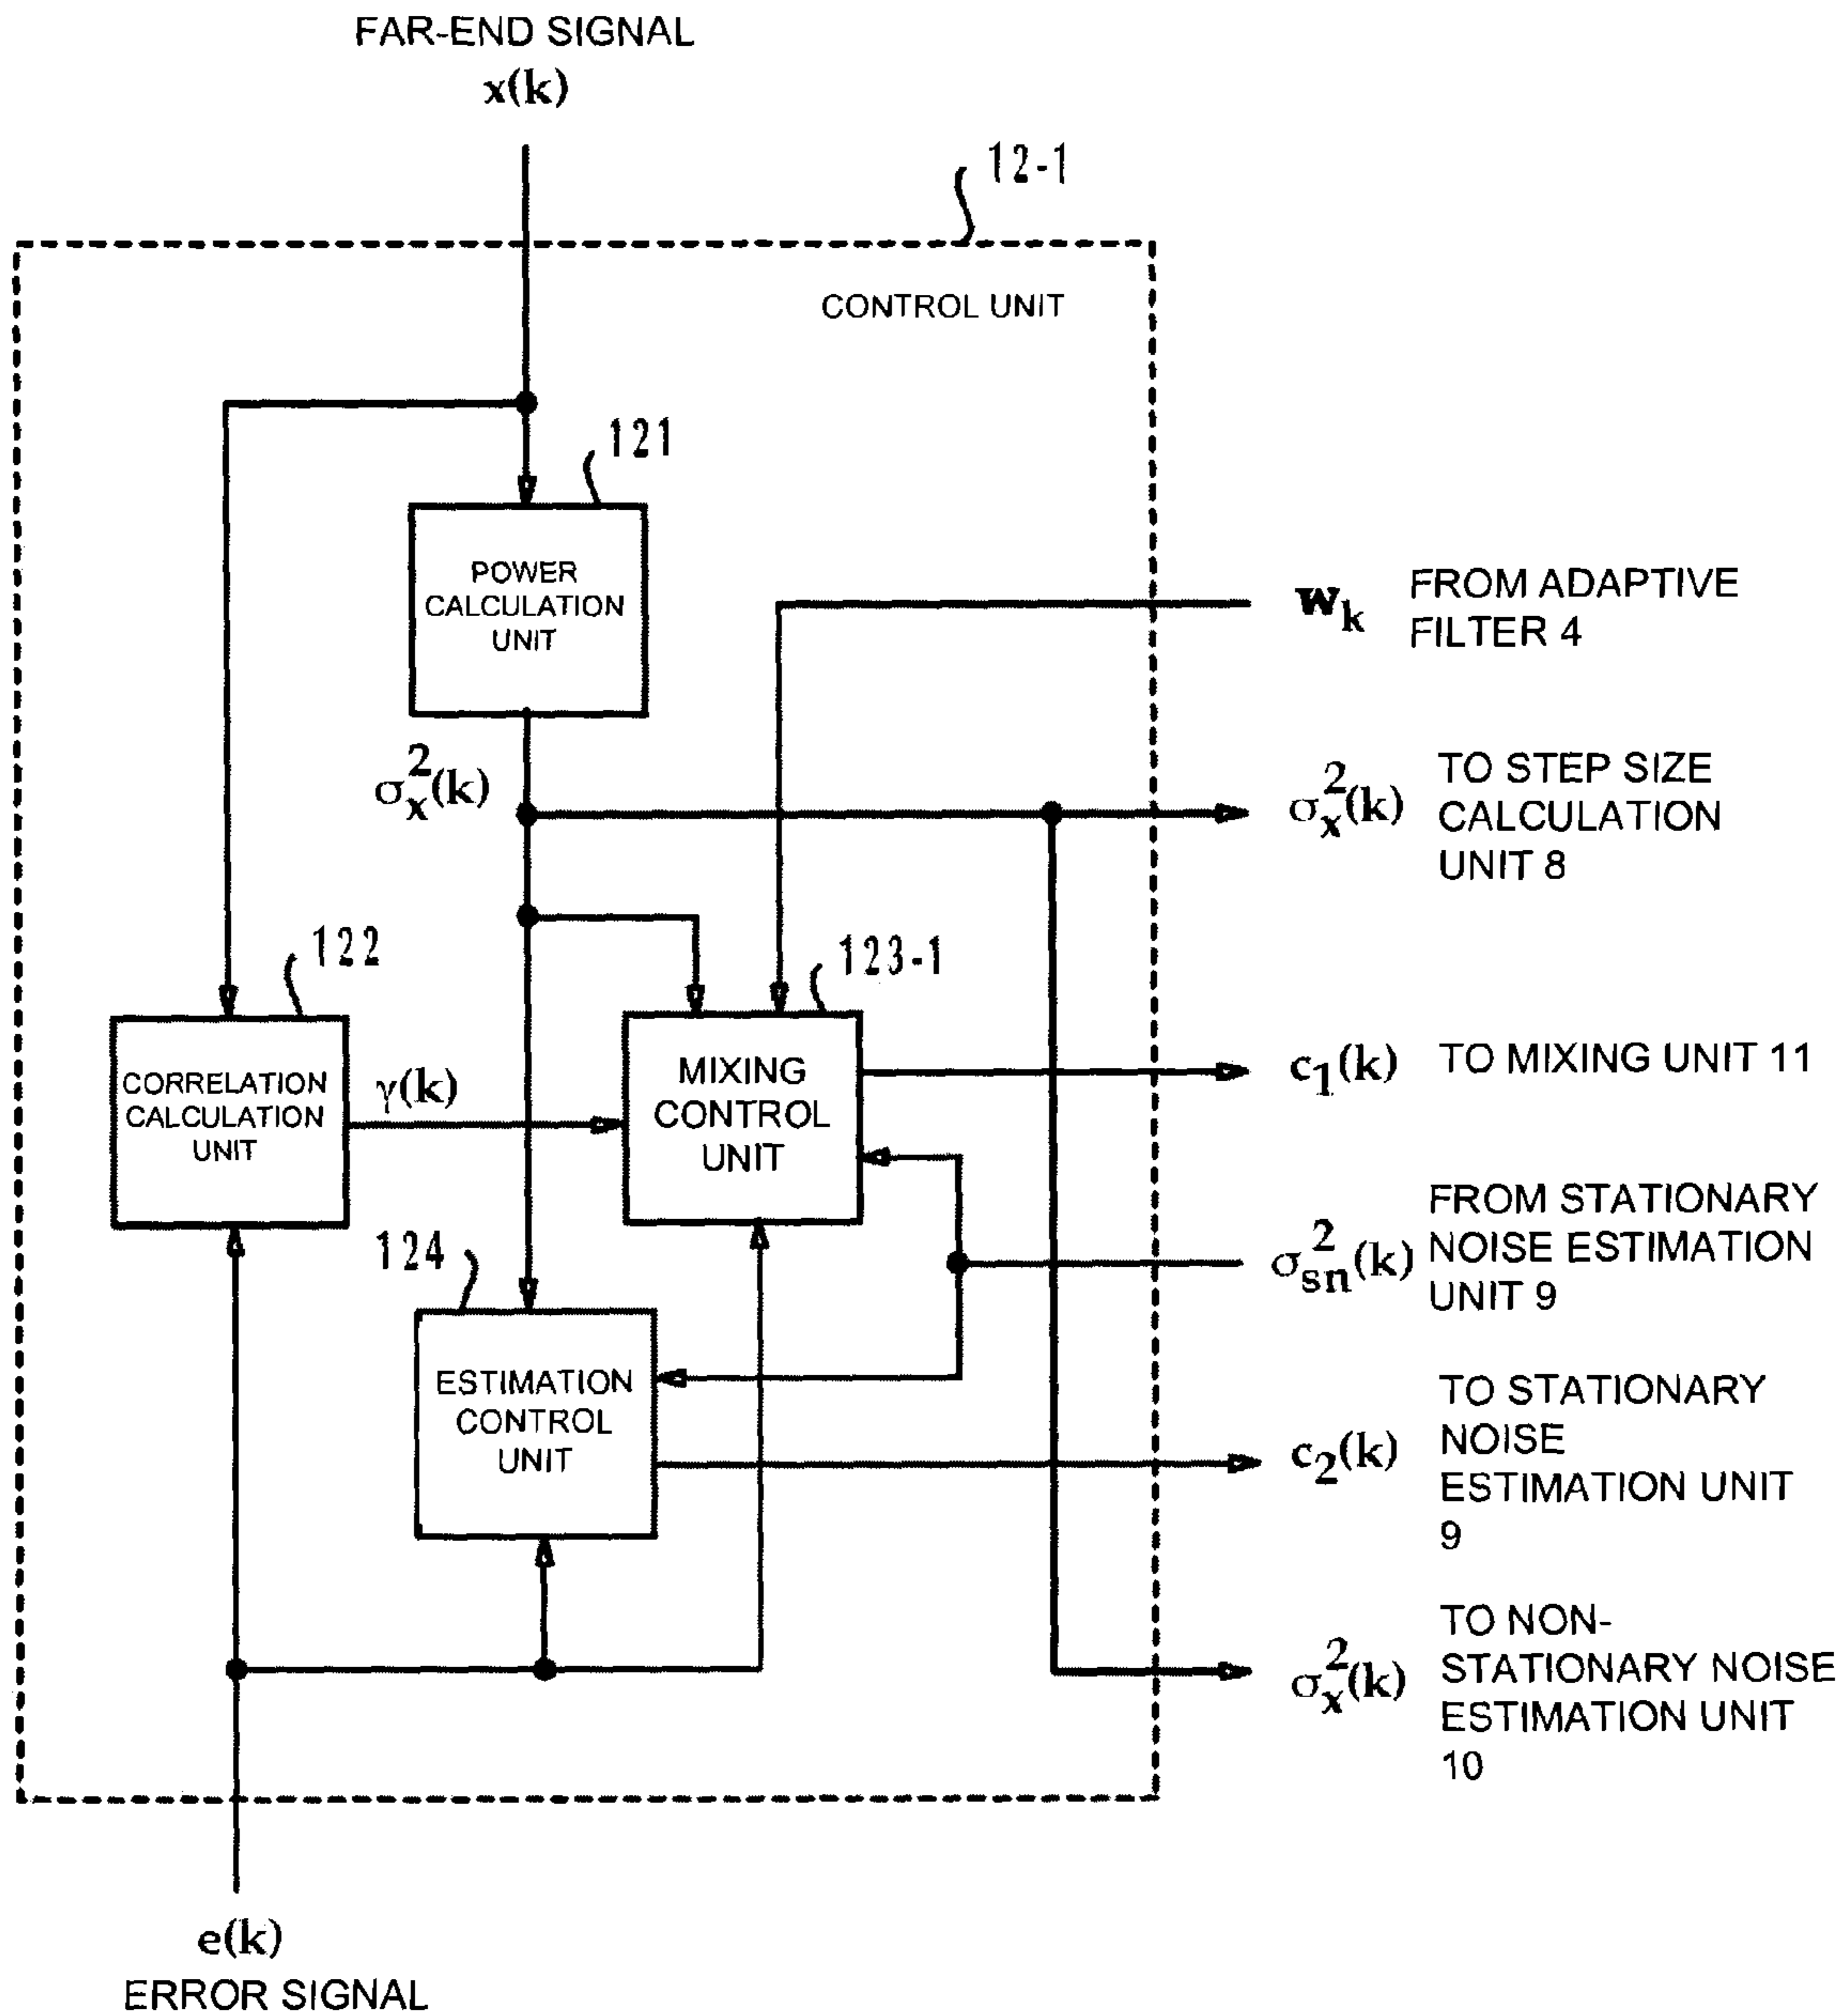 FAR-END SIGNAL
x(k)
12-1
CONTROL UNIT
121
POWER
CALCULATION
UNIT
w_k
FROM ADAPTIVE
FILTER 4
σ_x^2(k)
σ_x^2(k)
TO STEP SIZE
CALCULATION
UNIT 8
122
123-1
CORRELATION
CALCULATION
UNIT
γ(k)
MIXING
CONTROL
UNIT
c_1(k)
TO MIXING UNIT 11
σ_sn^2(k)
FROM STATIONARY
NOISE ESTIMATION
UNIT 9
124
ESTIMATION
CONTROL
UNIT
c_2(k)
TO STATIONARY
NOISE
ESTIMATION UNIT
9
σ_x^2(k)
TO NON-
STATIONARY NOISE
ESTIMATION UNIT
10
e(k)
ERROR SIGNAL